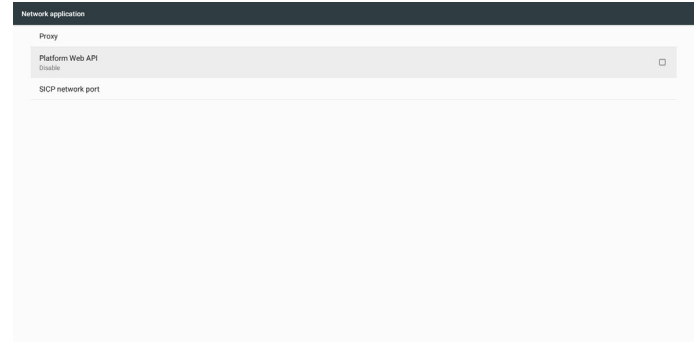 Network application
Proxy
Platform Web API
Disable
SICP network port